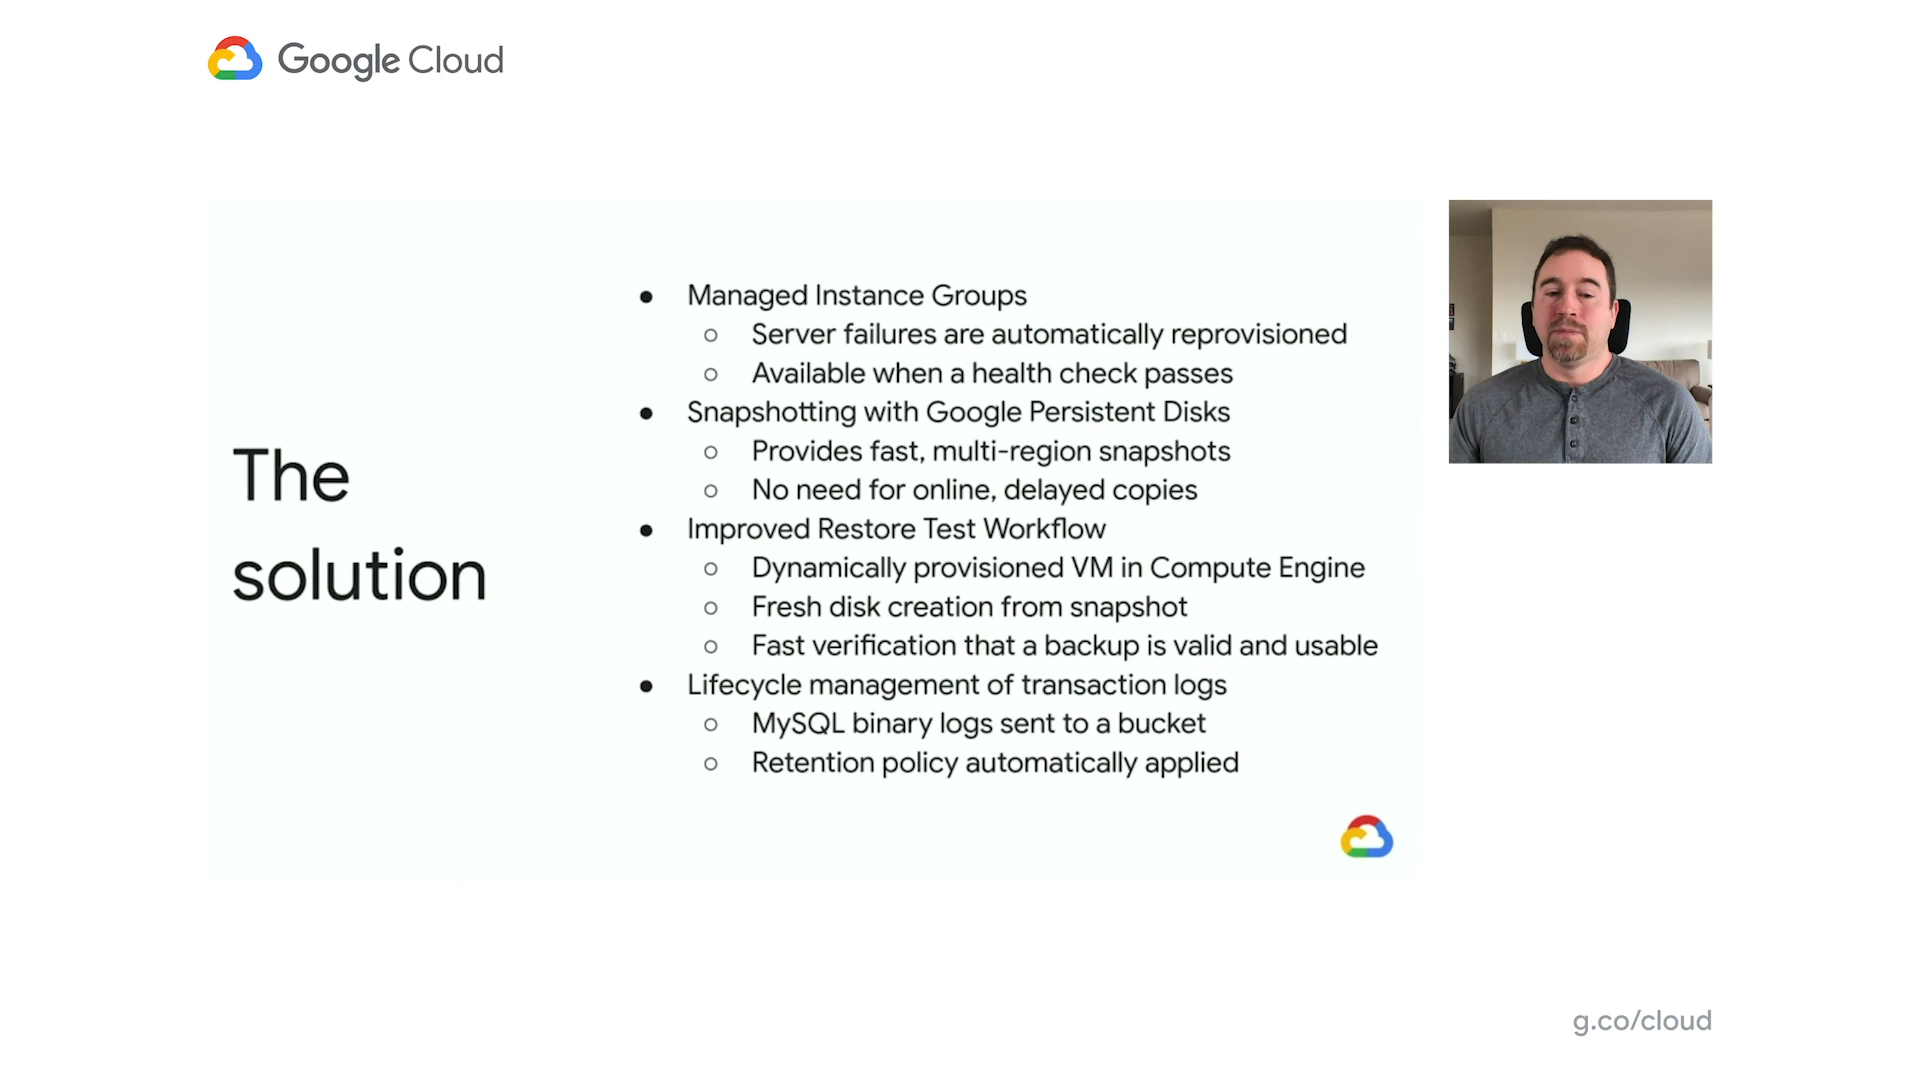 Google Cloud
The
solution
● Managed Instance Groups
○ Server failures are automatically reprovisioned
○ Available when a health check passes
● Snapshotting with Google Persistent Disks
○ Provides fast, multi-region snapshots
○ No need for online, delayed copies
● Improved Restore Test Workflow
○ Dynamically provisioned VM in Compute Engine
○ Fresh disk creation from snapshot
○ Fast verification that a backup is valid and usable
● Lifecycle management of transaction logs
○ MySQL binary logs sent to a bucket
○ Retention policy automatically applied
g.co/cloud